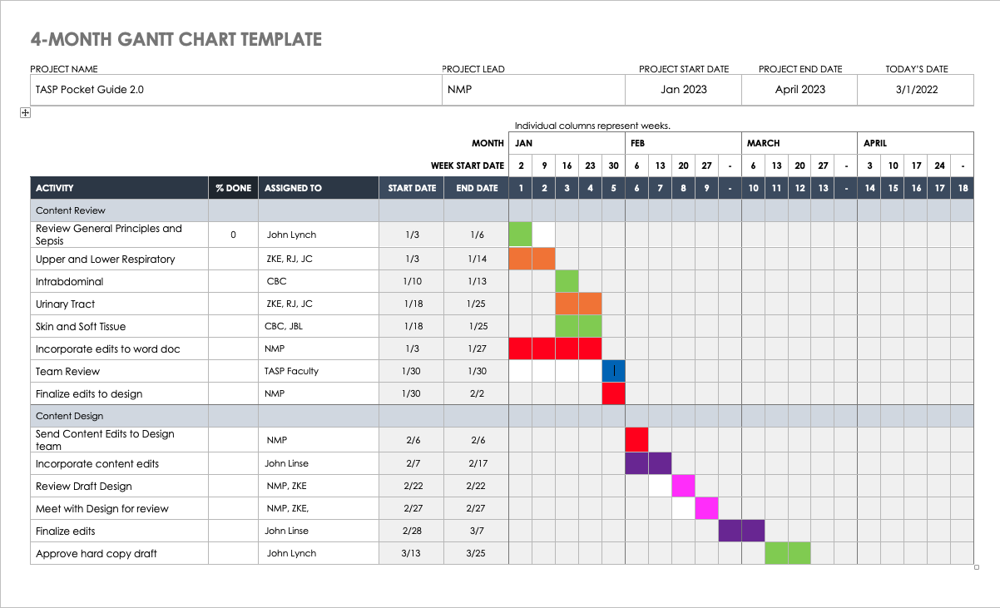 4-MONTH GANTT CHART TEMPLATE
PROJECT NAME PROJECT LEAD PROJECT START DATE PROJECT END DATE TODAY'S DATE
TASP Pocket Guide 2.0 NMP Jan 2023 April 2023 3/1/2022
Individual columns represent weeks.
MONTH JAN FEB MARCH APRIL
WEEK START DATE 2 9 16 23 30 6 13 20 27 - 6 13 20 27 - 3 10 17 24 -
ACTIVITY % DONE ASSIGNED TO START DATE END DATE 1 2 3 4 5 6 7 8 9 - 10 11 12 13 - 14 15 16 17 18
Content Review
Review General Principles and
Sepsis 0 John Lynch 1/3 1/6
Upper and Lower Respiratory ZKE, RJ, JC 1/3 1/14
Intrabdominal CBC 1/10 1/13
Urinary Tract ZKE, RJ, JC 1/18 1/25
Skin and Soft Tissue CBC, JBL 1/18 1/25
Incorporate edits to word doc NMP 1/3 1/27
Team Review TASP Faculty 1/30 1/30
Finalize edits to design NMP 1/30 2/2
Content Design
Send Content Edits to Design
team NMP 2/6 2/6
Incorporate content edits John Linse 2/7 2/17
Review Draft Design NMP, ZKE 2/22 2/22
Meet with Design for review NMP, ZKE, 2/27 2/27
Finalize edits John Linse 2/28 3/7
Approve hard copy draft John Lynch 3/13 3/25